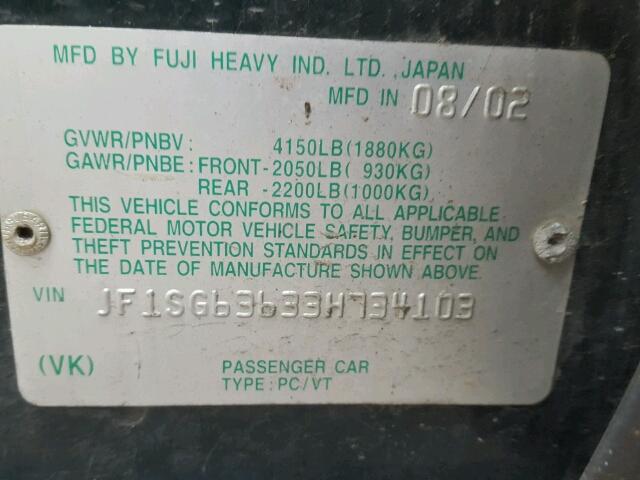 MFD BY FUJI HEAVY IND. LTD., JAPAN
MFD IN 08/02
GVWR/PNBV : 4150LB(1880KG)
GAWR/PNBE : FRONT-2050LB( 930KG)
REAR -2200LB(1000KG)
THIS VEHICLE CONFORMS TO ALL APPLICABLE
FEDERAL MOTOR VEHICLE SAFETY, BUMPER, AND
THEFT PREVENTION STANDARDS IN EFFECT ON
THE DATE OF MANUFACTURE SHOWN ABOVE.
VIN JF1SG63633H734103
(VK) PASSENGER CAR
TYPE : PC/VT